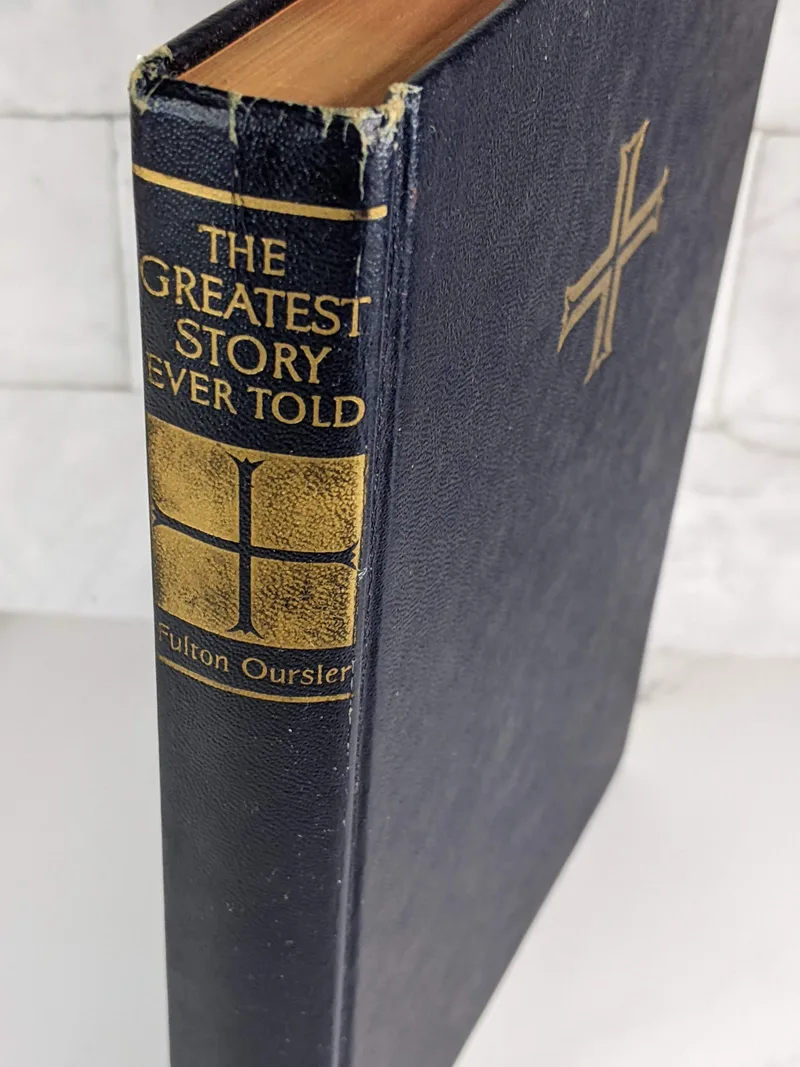 THE
GREATEST
STORY
EVER TOLD
Fulton Oursler